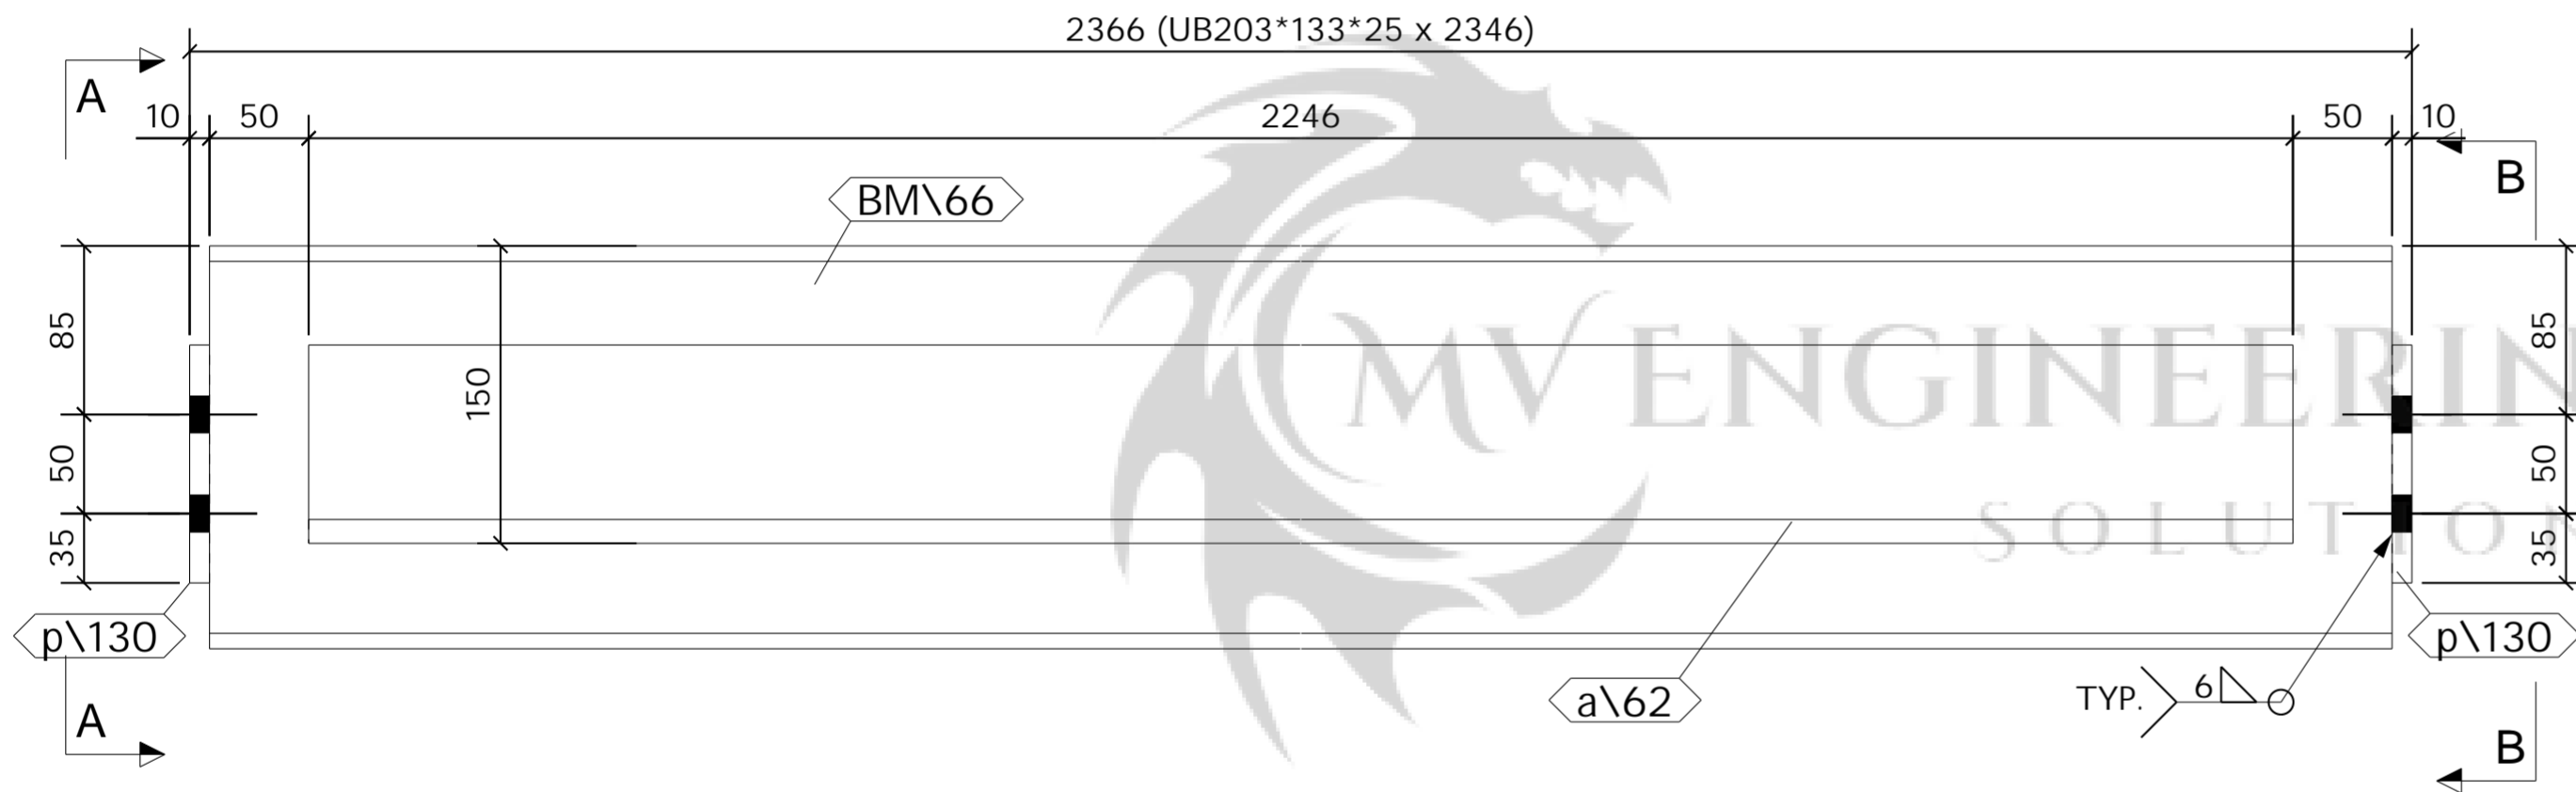 2366 (UB203*133*25 x 2346)
A
10
50
2246
50
10
B
BM\66
85
50
35
150
85
50
35
MV ENGINEERIN
SOLUTION
p\130
a\62
TYP.
6
p\130
A
B